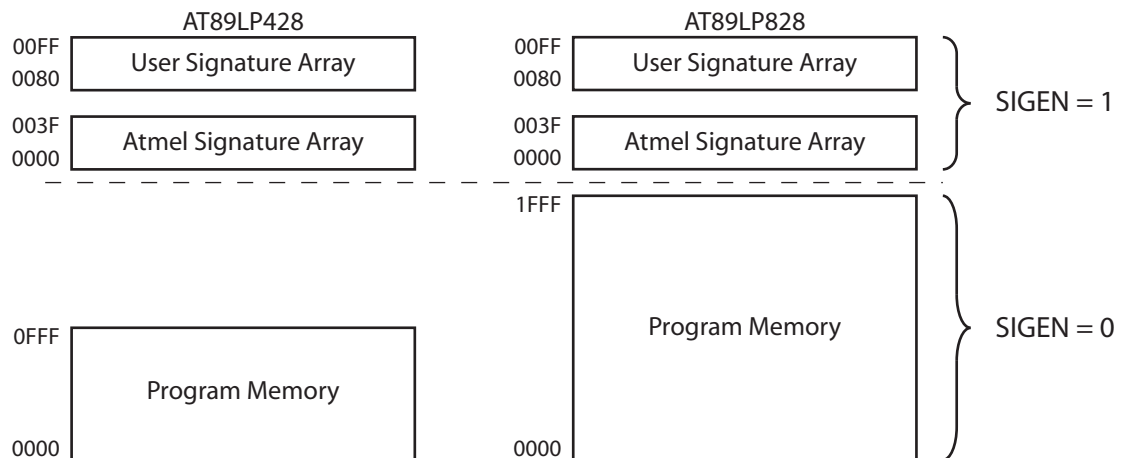 AT89LP428 AT89LP828
00FF User Signature Array 00FF User Signature Array
0080 0080
SIGEN = 1
003F Atmel Signature Array 003F Atmel Signature Array
0000 0000
1FFF
0FFF Program Memory SIGEN = 0
Program Memory
0000 0000